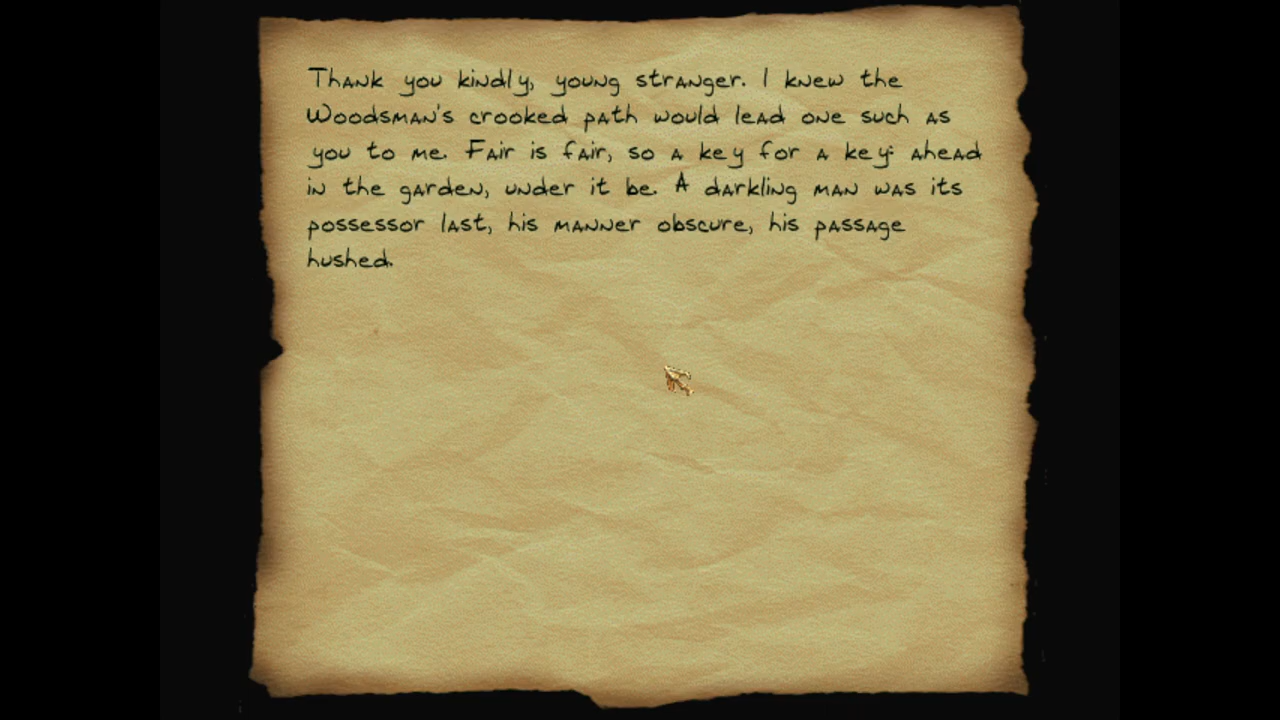 Thank you kindly, young stranger. I knew the
Woodsman's crooked path would lead one such as
you to me. Fair is fair, so a key for a key: ahead
in the garden, under it be. A darkling man was its
possessor last, his manner obscure, his passage
hushed.